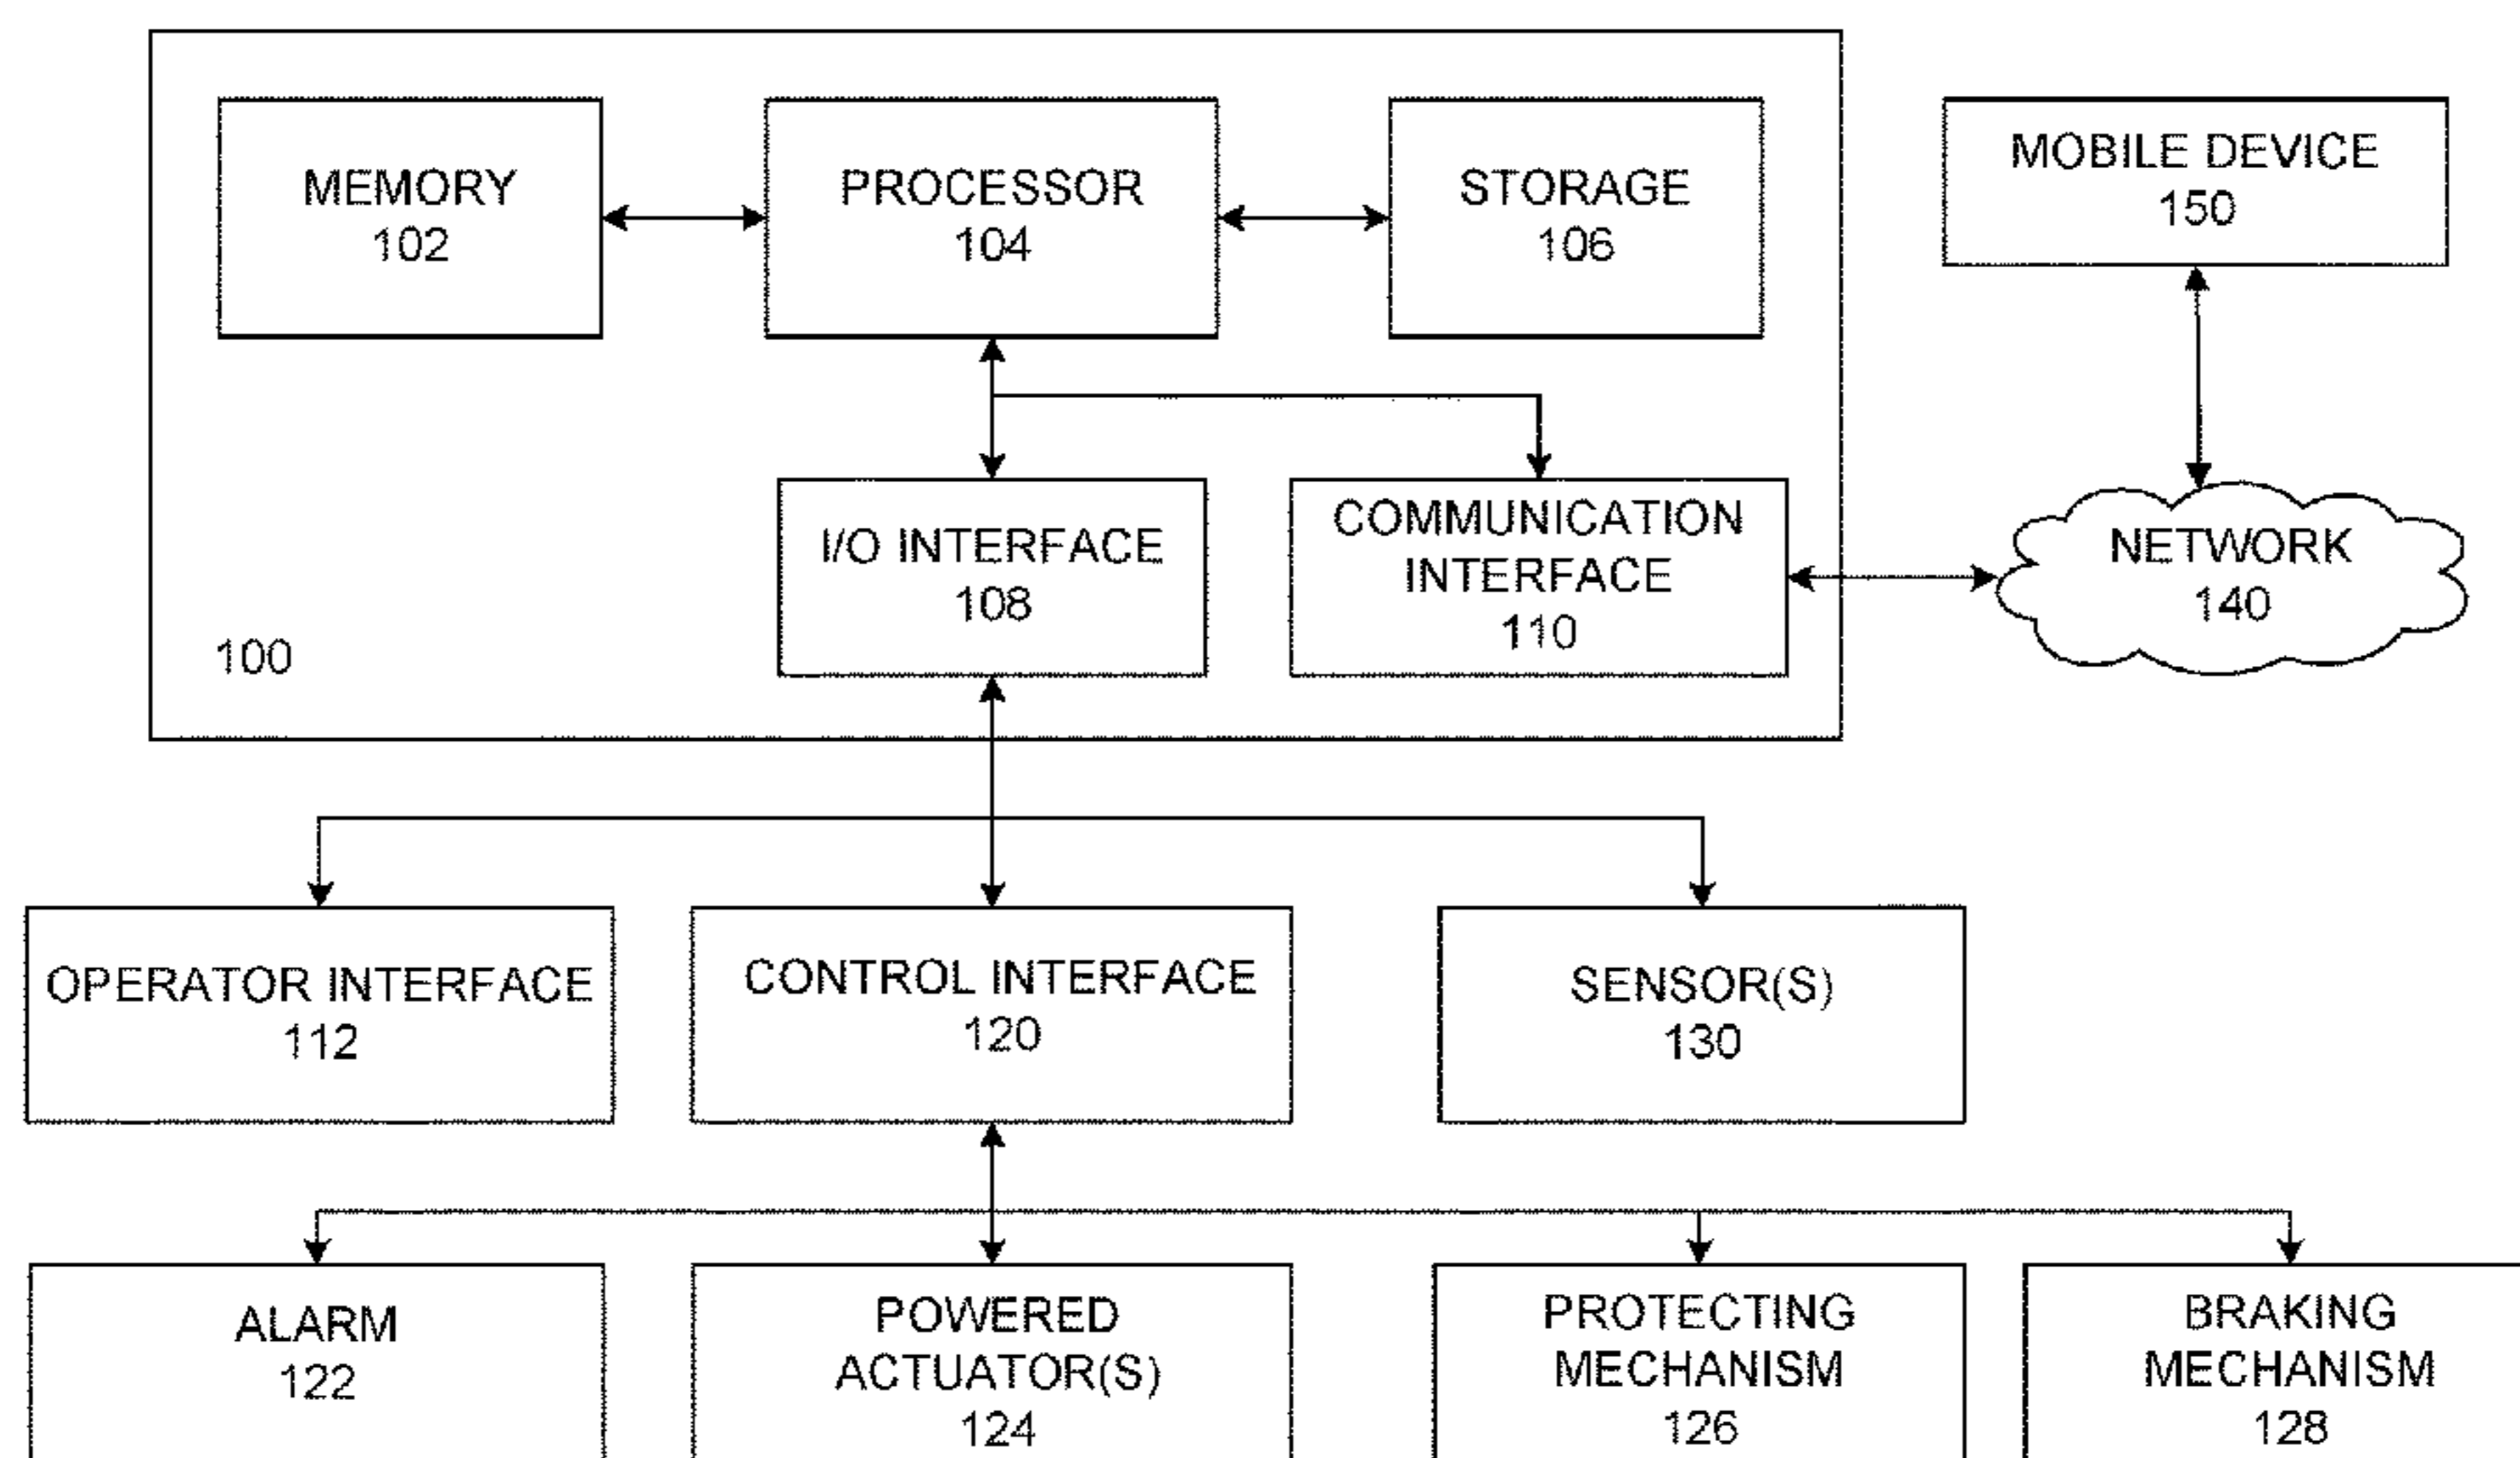 MEMORY
102
PROCESSOR
104
STORAGE
106
MOBILE DEVICE
150
I/O INTERFACE
108
COMMUNICATION
INTERFACE
110
NETWORK
140
100
OPERATOR INTERFACE
112
CONTROL INTERFACE
120
SENSOR(S)
130
ALARM
122
POWERED
ACTUATOR(S)
124
PROTECTING
MECHANISM
126
BRAKING
MECHANISM
128